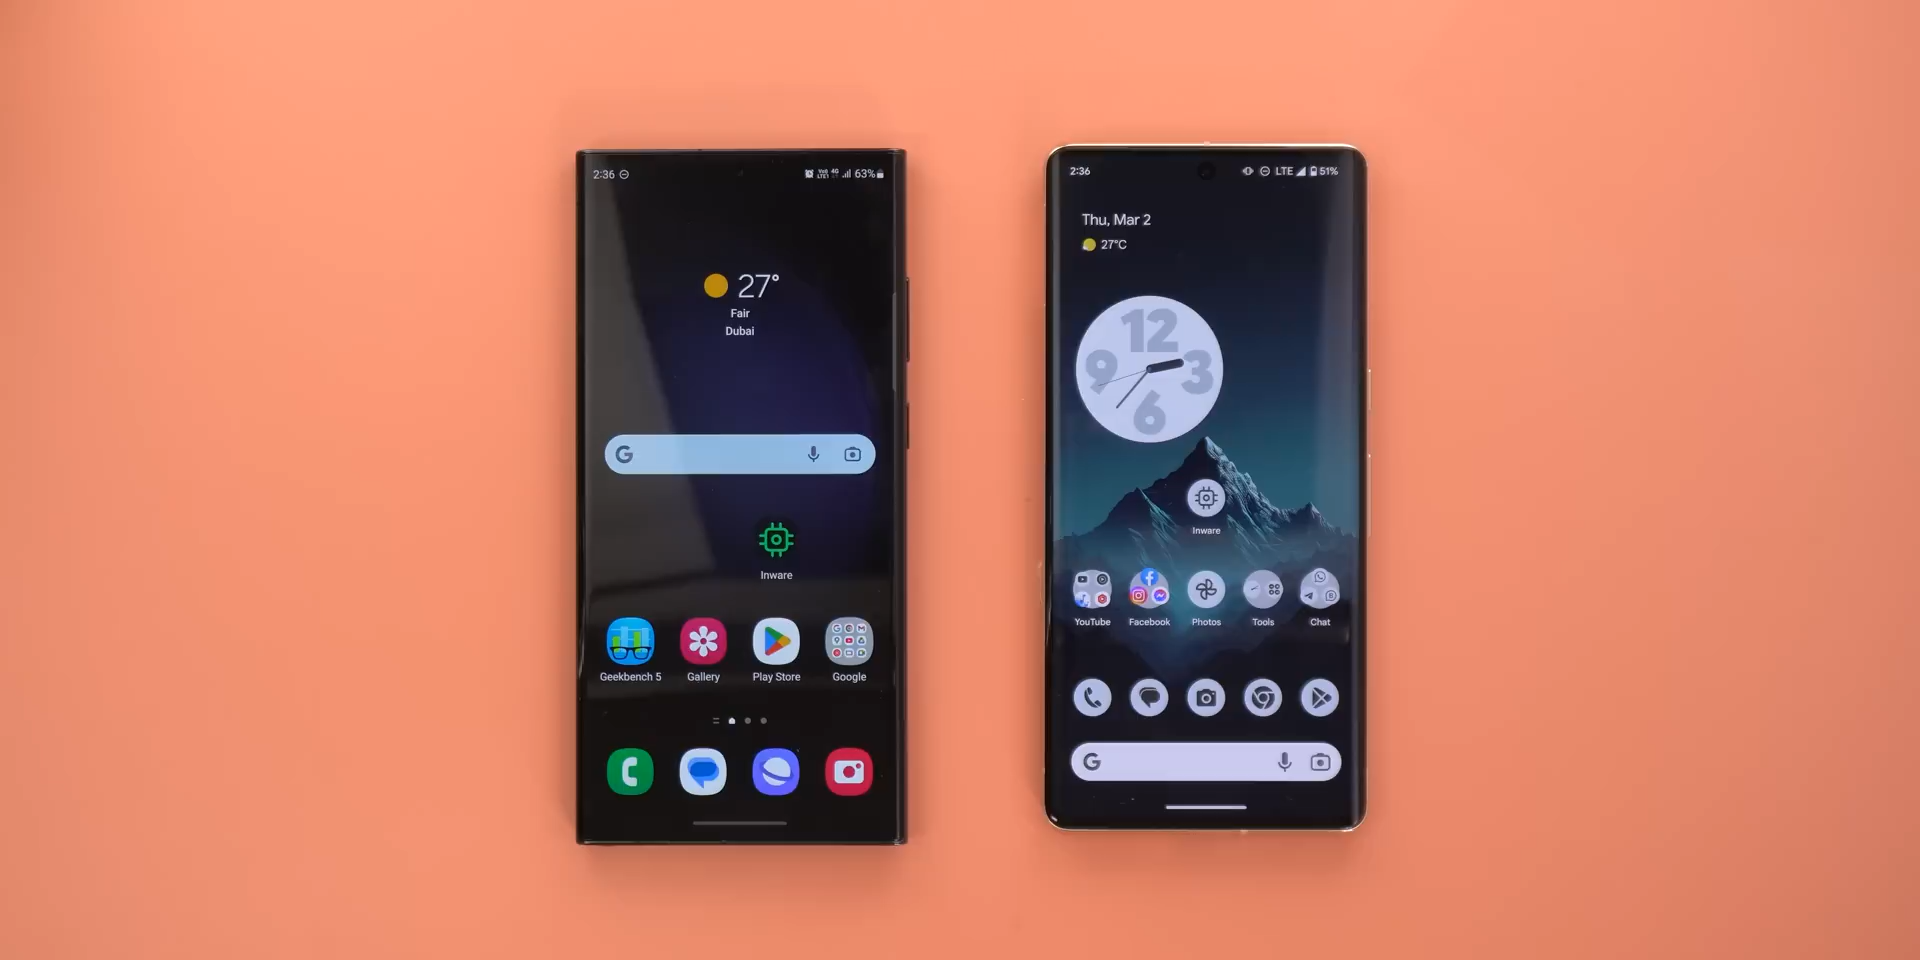 2:36
4G
63%
27°
Fair
Dubai
G
Inware
Geekbench 5
Gallery
Play Store
Google
2:36
LTE
51%
Thu, Mar 2
27°C
12
9
3
6
Inware
YouTube
Facebook
Photos
Tools
Chat
G